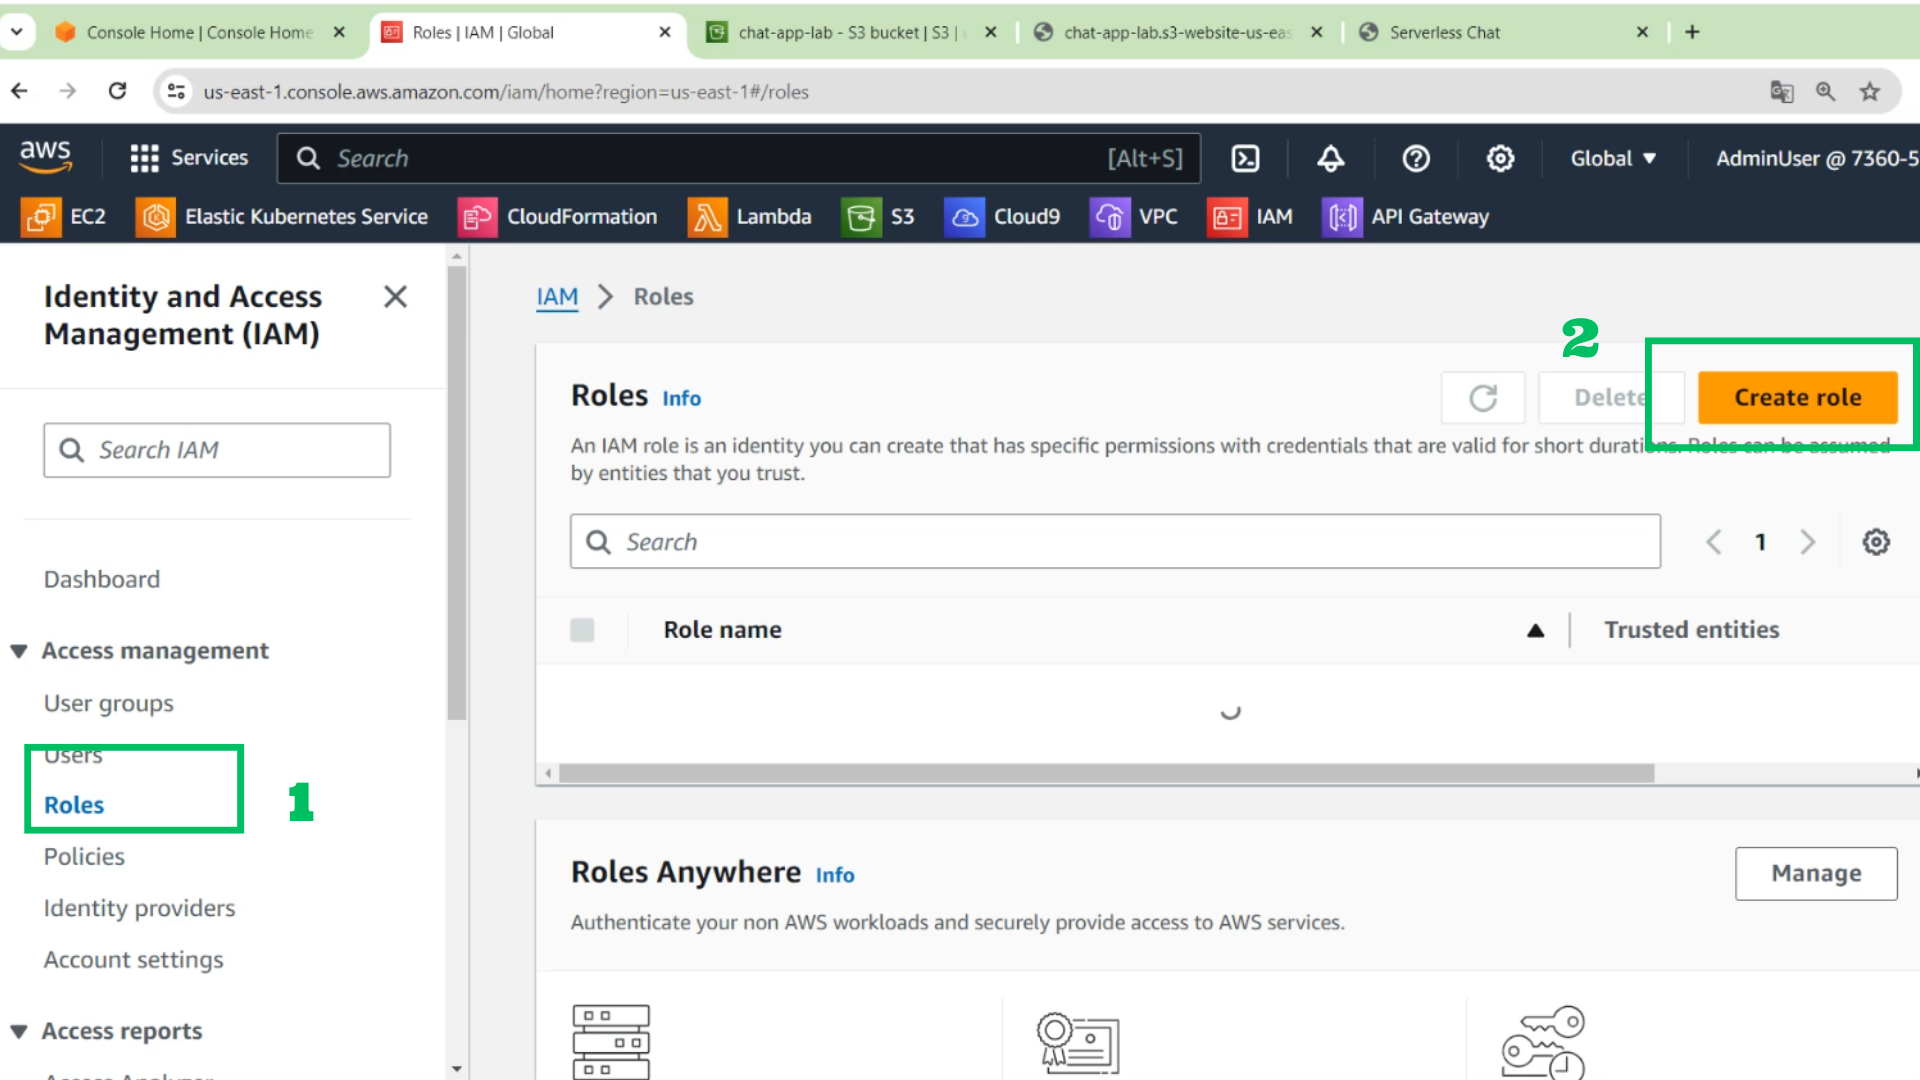 Console Home | Console Home
Roles | IAM | Global
chat-app-lab - S3 bucket | S3 |
chat-app-lab.s3-website-us-eas
Serverless Chat
us-east-1.console.aws.amazon.com/iam/home?region=us-east-1#/roles
aws
Services
Search
[Alt+S]
Global
AdminUser @ 7360-5
EC2
Elastic Kubernetes Service
CloudFormation
Lambda
S3
Cloud9
VPC
IAM
API Gateway
Identity and Access
Management (IAM)
Search IAM
Dashboard
Access management
User groups
Users
Roles
1
Policies
Identity providers
Account settings
Access reports
Access Analyzer
IAM > Roles
2
Roles Info
Delete
Create role
An IAM role is an identity you can create that has specific permissions with credentials that are valid for short durations. Roles can be assumed
by entities that you trust.
Search
1
Role name
Trusted entities
Roles Anywhere Info
Manage
Authenticate your non AWS workloads and securely provide access to AWS services.